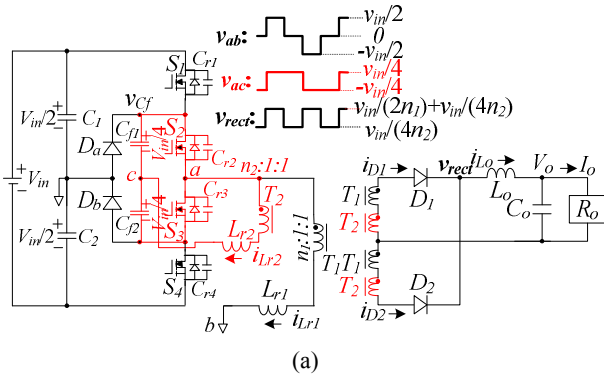 v_ab:
v_in/2
0
-v_in/2
v_ac:
v_in/4
-v_in/4
v_rect:
v_in/(2n_1)+v_in/(4n_2)
v_in/(4n_2)
S_1
C_r1
v_Cf
V_in/2
C_1
C_f1
V_in/4
S_2
D_a
C_r2
n_2:1:1
V_in
c
a
D_b
C_r3
T_2
C_f2
V_in/4
S_3
V_in/2
C_2
L_r2
i_Lr2
S_4
C_r4
n_1:1:1
T_1
L_r1
b
i_Lr1
i_D1
v_rect
i_Lo
V_o
I_o
T_1
D_1
L_o
T_2
C_o
R_o
T_1
T_2
D_2
i_D2
(a)